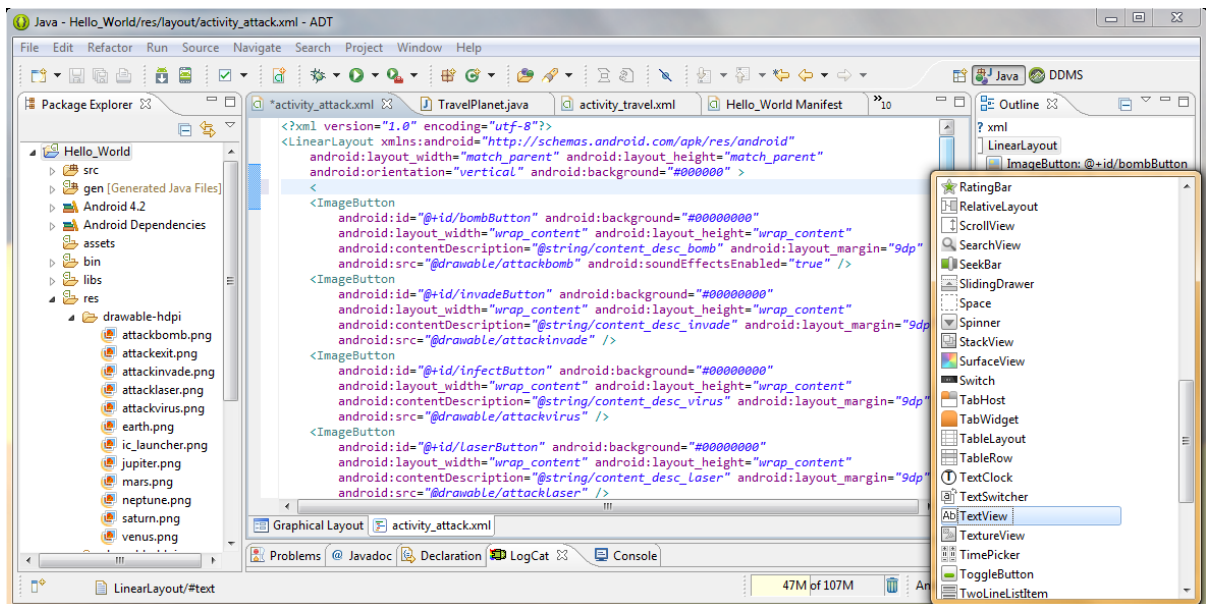 Java - Hello_World/res/layout/activity_attack.xml - ADT
File Edit Refactor Run Source Navigate Search Project Window Help
Java DDMS
Package Explorer
*activity_attack.xml TravelPlanet.java activity_travel.xml Hello_World Manifest »10
Outline
Hello_World
src
gen [Generated Java Files]
Android 4.2
Android Dependencies
assets
bin
libs
res
drawable-hdpi
attackbomb.png
attackexit.png
attackinvade.png
attacklaser.png
attackvirus.png
earth.png
ic_launcher.png
jupiter.png
mars.png
neptune.png
saturn.png
venus.png
<?xml version="1.0" encoding="utf-8"?>
<LinearLayout xmlns:android="http://schemas.android.com/apk/res/android"
android:layout_width="match_parent" android:layout_height="match_parent"
android:orientation="vertical" android:background="#000000" >
<
<ImageButton
android:id="@+id/bombButton" android:background="#00000000"
android:layout_width="wrap_content" android:layout_height="wrap_content"
android:contentDescription="@string/content_desc_bomb" android:layout_margin="9dp"
android:src="@drawable/attackbomb" android:soundEffectsEnabled="true" />
<ImageButton
android:id="@+id/invadeButton" android:background="#00000000"
android:layout_width="wrap_content" android:layout_height="wrap_content"
android:contentDescription="@string/content_desc_invade" android:layout_margin="9dp
android:src="@drawable/attackinvade" />
<ImageButton
android:id="@+id/infectButton" android:background="#00000000"
android:layout_width="wrap_content" android:layout_height="wrap_content"
android:contentDescription="@string/content_desc_virus" android:layout_margin="9dp"
android:src="@drawable/attackvirus" />
<ImageButton
android:id="@+id/laserButton" android:background="#00000000"
android:layout_width="wrap_content" android:layout_height="wrap_content"
android:contentDescription="@string/content_desc_laser" android:layout_margin="9dp"
android:src="@drawable/attacklaser" />
Graphical Layout activity_attack.xml
Problems @ Javadoc Declaration LogCat Console
? xml
LinearLayout
ImageButton: @+id/bombButton
RatingBar
RelativeLayout
ScrollView
SearchView
SeekBar
SlidingDrawer
Space
Spinner
StackView
SurfaceView
Switch
TabHost
TabWidget
TableLayout
TableRow
TextClock
TextSwitcher
TextView
TextureView
TimePicker
ToggleButton
TwoLineListItem
LinearLayout/#text
47M of 107M
An